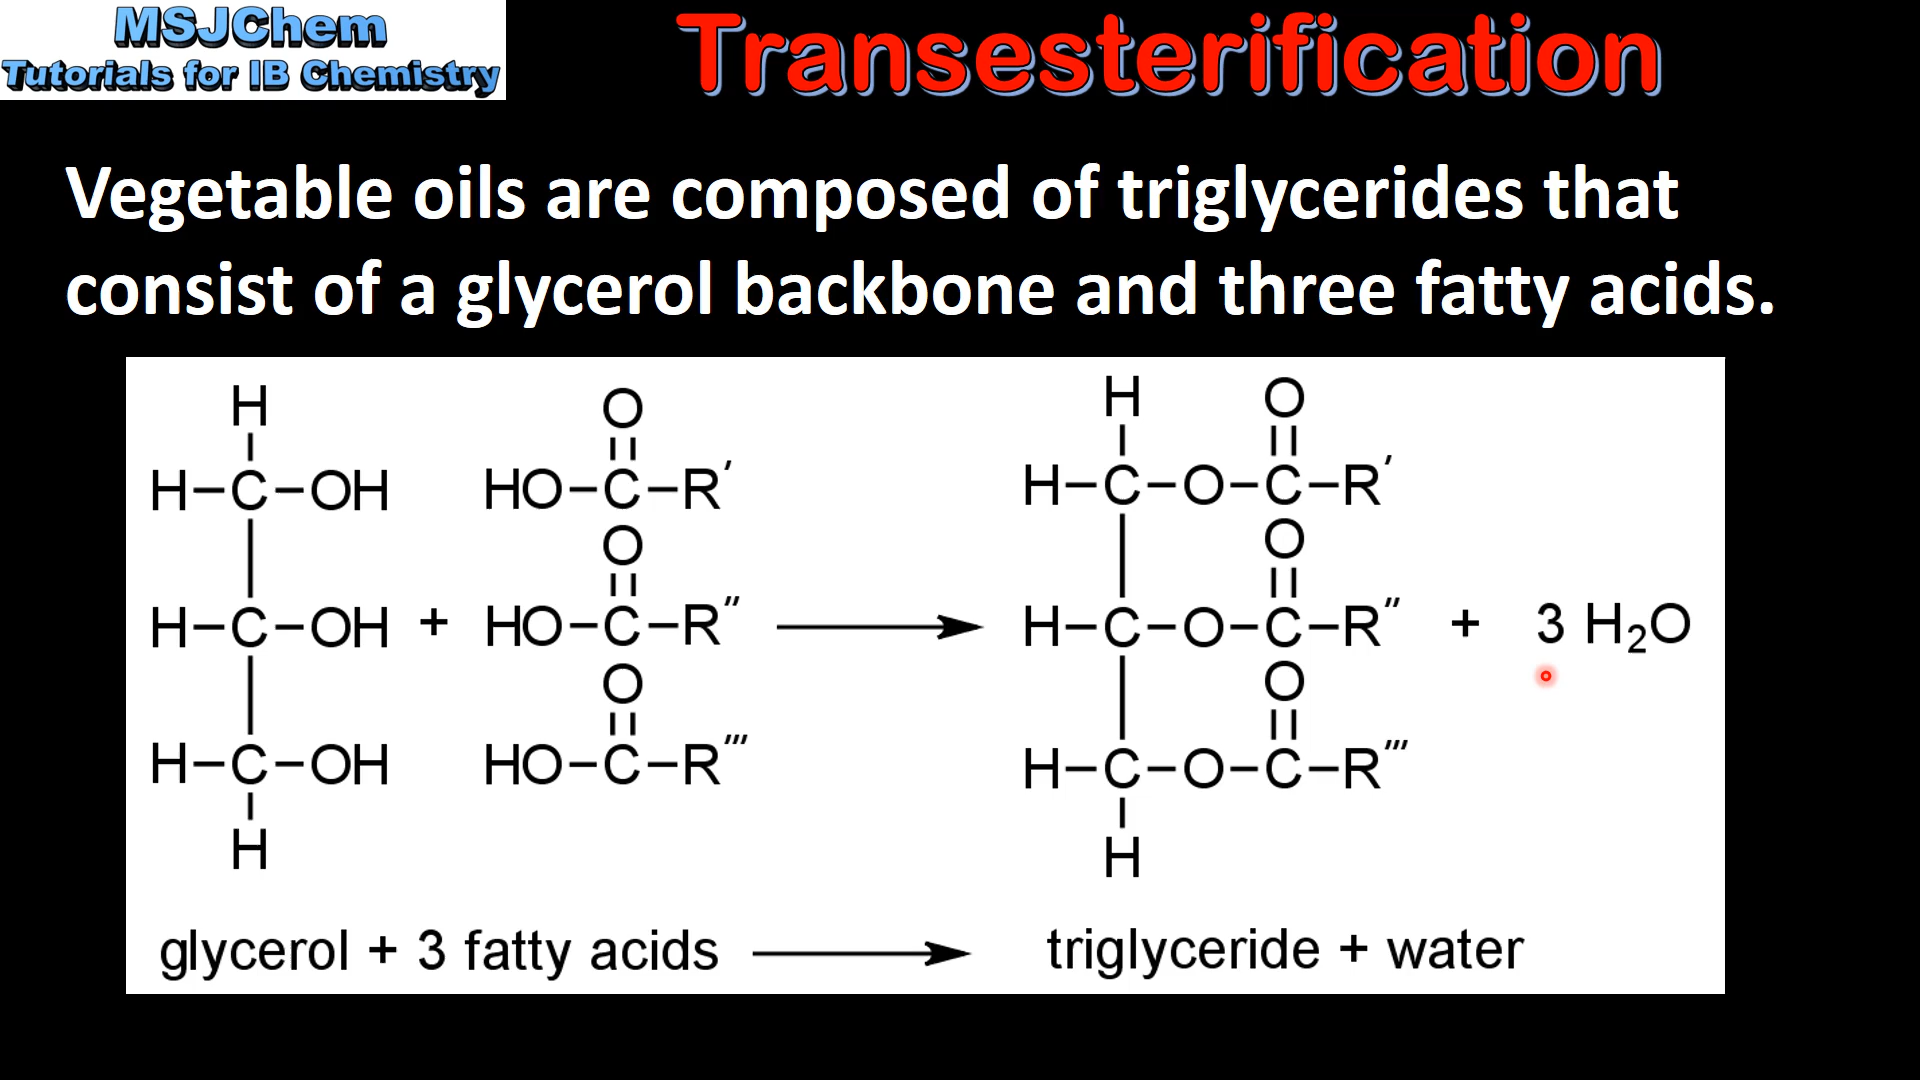 MSJChem
Tutorials for IB Chemistry
Transesterification
Vegetable oils are composed of triglycerides that
consist of a glycerol backbone and three fatty acids.
H H
O O
H–C–OH HO–C–R′ H–C–O–C–R′
O O
H–C–OH + HO–C–R″ H–C–O–C–R″ + 3 H₂O
O O
H–C–OH HO–C–R‴ H–C–O–C–R‴
H H
glycerol + 3 fatty acids ⟶ triglyceride + water